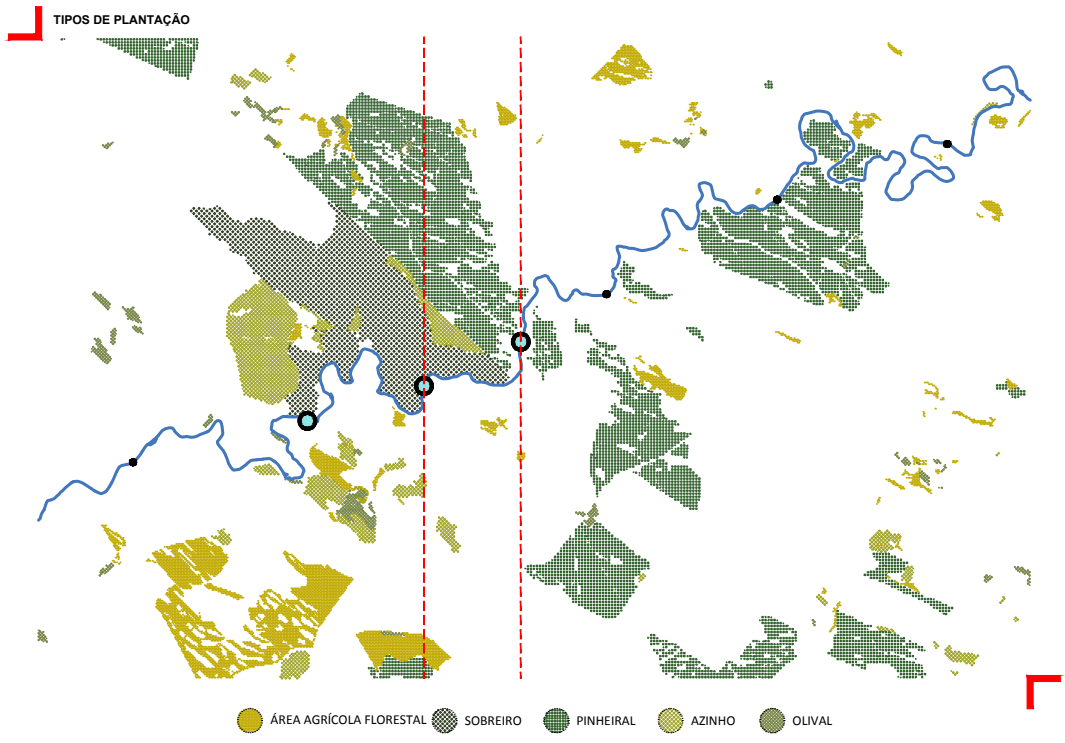 TIPOS DE PLANTAÇÃO
ÁREA AGRÍCOLA FLORESTAL SOBREIRO PINHEIRAL AZINHO OLIVAL